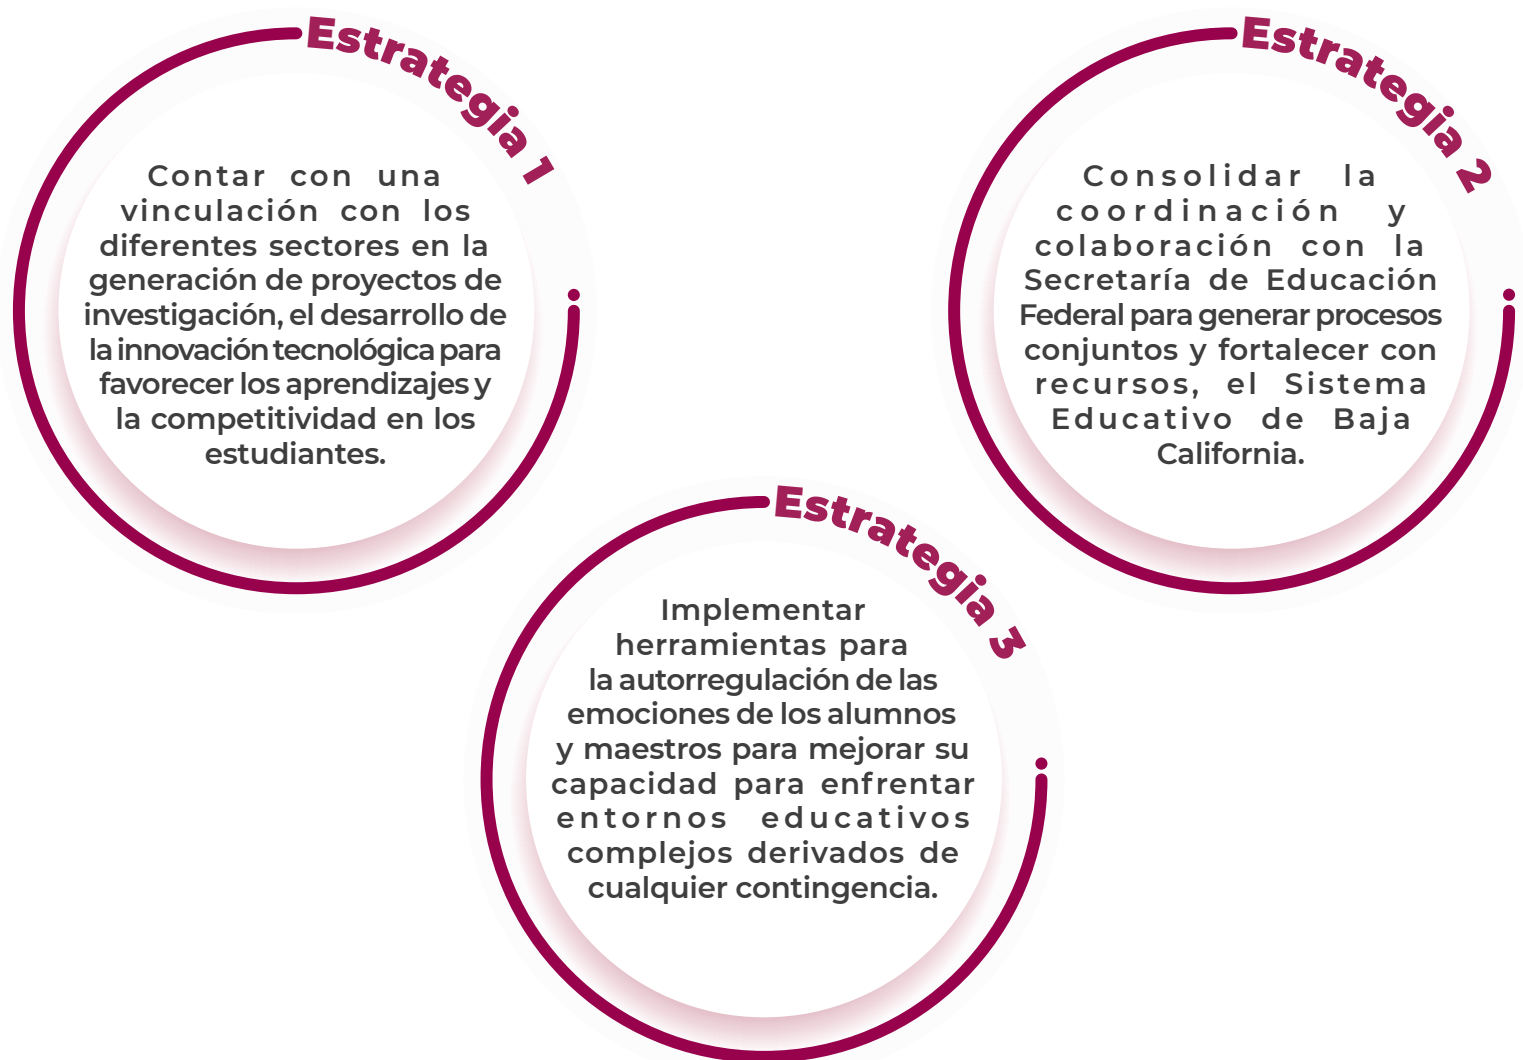 Estrategia 1
Contar con una
vinculación con los
diferentes sectores en la
generación de proyectos de
investigación, el desarrollo de
la innovación tecnológica para
favorecer los aprendizajes y
la competitividad en los
estudiantes.
Estrategia 2
Consolidar la
coordinación y
colaboración con la
Secretaría de Educación
Federal para generar procesos
conjuntos y fortalecer con
recursos, el Sistema
Educativo de Baja
California.
Estrategia 3
Implementar
herramientas para
la autorregulación de las
emociones de los alumnos
y maestros para mejorar su
capacidad para enfrentar
entornos educativos
complejos derivados de
cualquier contingencia.